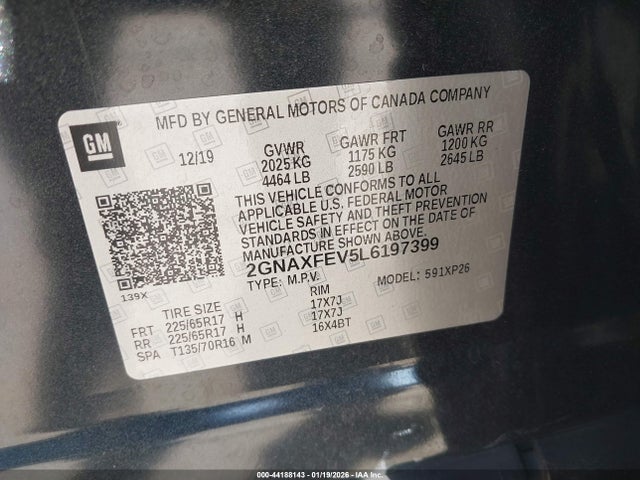 MFD BY GENERAL MOTORS OF CANADA COMPANY
GM
12/19
GVWR GAWR FRT GAWR RR
2025 KG 1175 KG 1200 KG
4464 LB 2590 LB 2645 LB
THIS VEHICLE CONFORMS TO ALL
APPLICABLE U.S. FEDERAL MOTOR
VEHICLE SAFETY AND THEFT PREVENTION
STANDARDS IN EFFECT ON THE DATE OF
MANUFACTURE SHOWN ABOVE.
2GNAXFEV5L6197399
TYPE: M.P.V. MODEL: 591XP26
139X
TIRE SIZE RIM
FRT 225/65R17 H 17X7J
RR 225/65R17 H 17X7J
SPA T135/70R16 M 16X4BT
000-44188143 - 01/19/2026 - IAA Inc.